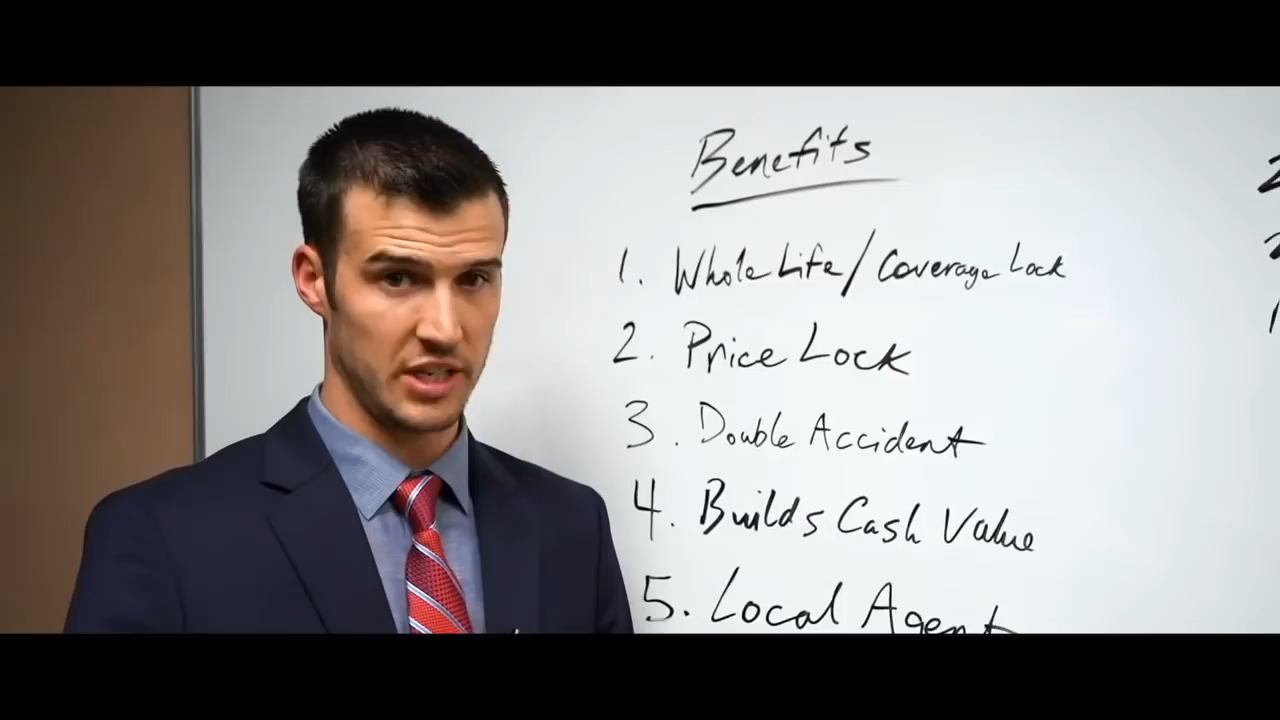 Benefits
1. Whole Life/Coverage Lock
2. Price Lock
3. Double Accident
4. Builds Cash Value
5. Local Agent